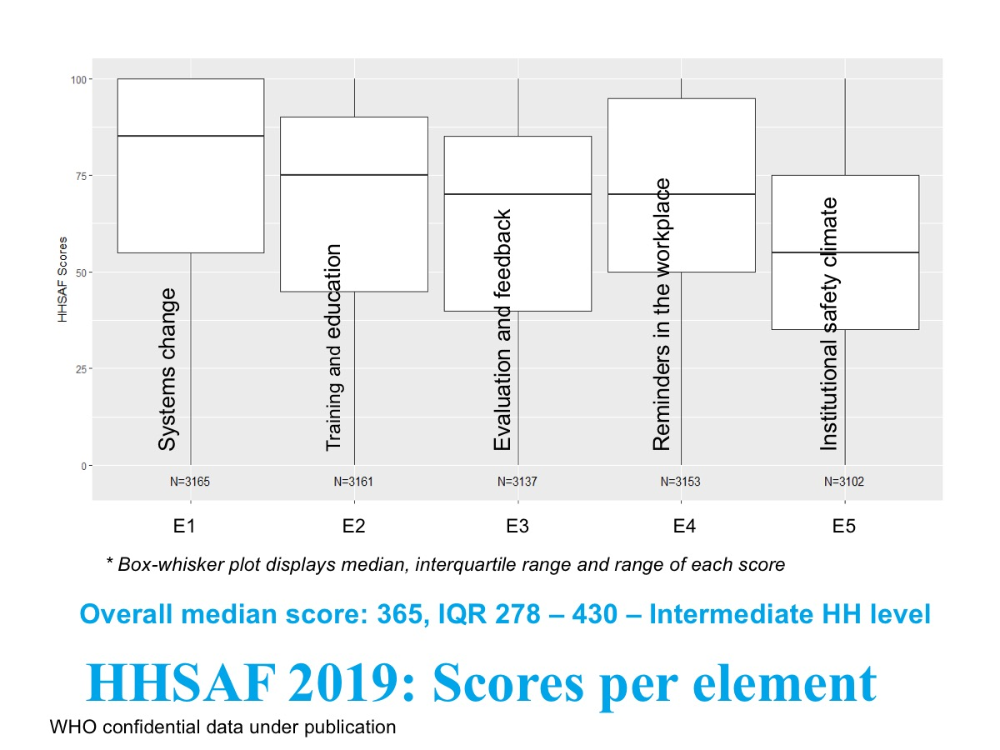 100
75
50
25
0
HHSAF Scores
Systems change
Training and education
Evaluation and feedback
Reminders in the workplace
Institutional safety climate
N=3165 N=3161 N=3137 N=3153 N=3102
E1 E2 E3 E4 E5
* Box-whisker plot displays median, interquartile range and range of each score
Overall median score: 365, IQR 278 – 430 – Intermediate HH level
HHSAF 2019: Scores per element
WHO confidential data under publication